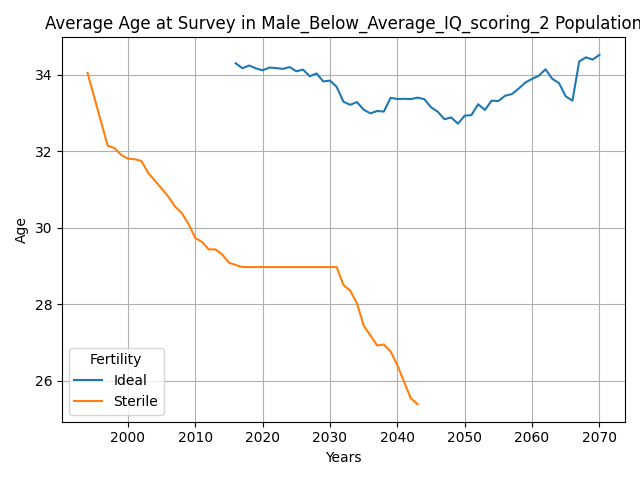 Average Age at Survey in Male_Below_Average_IQ_scoring_2 Population
34
32
30
28
26
Age
Fertility
Ideal
Sterile
2000 2010 2020 2030 2040 2050 2060 2070
Years